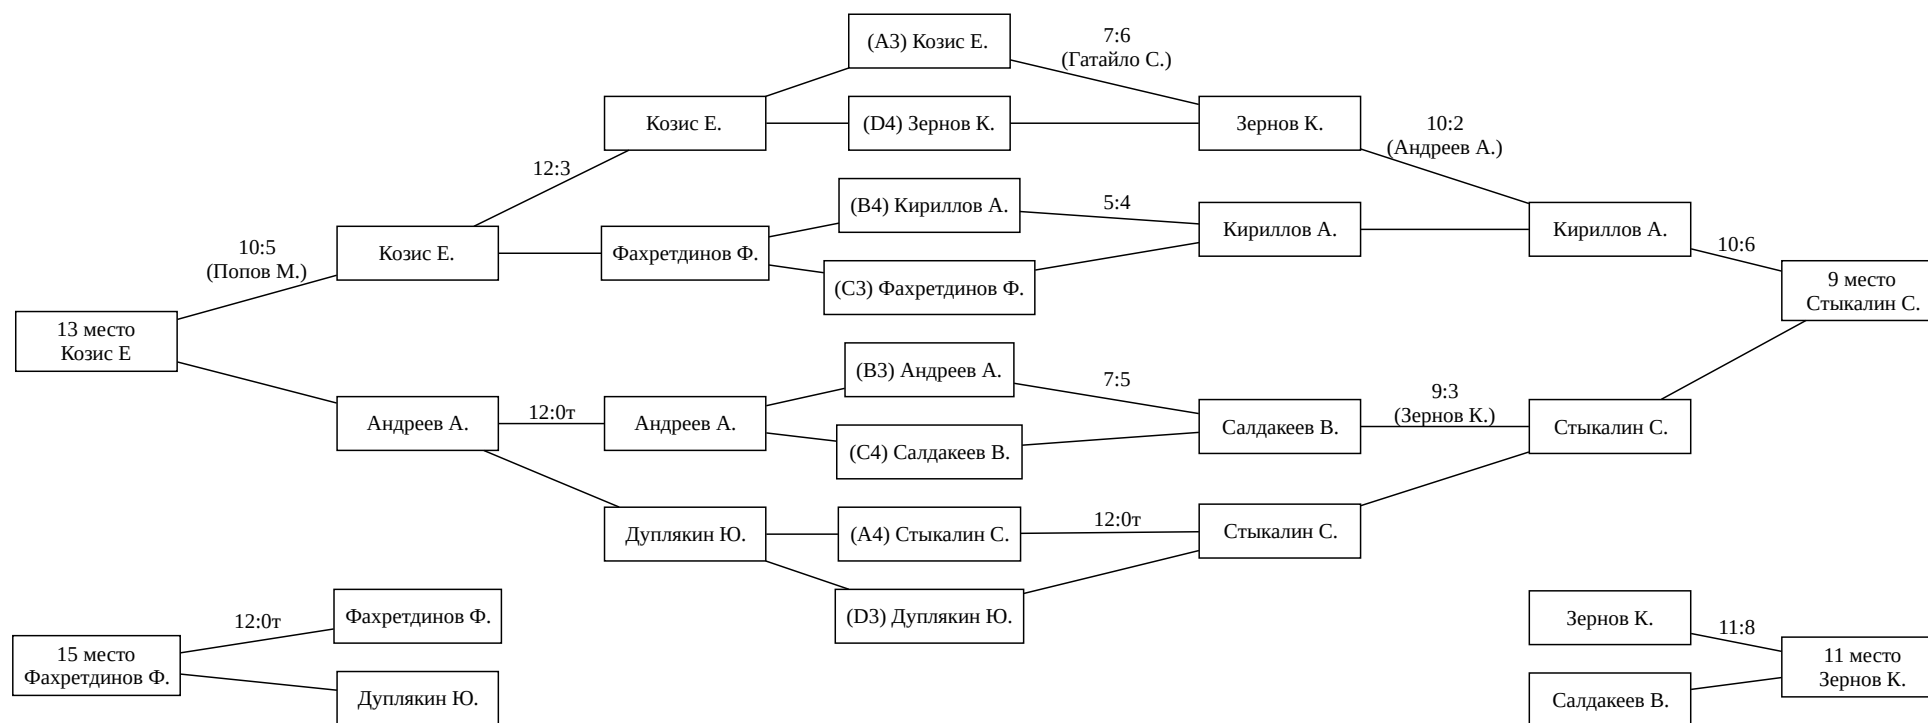 (A3) Козис Е.
7:6
(Гатайло С.)
Козис Е.
(D4) Зернов К.
Зернов К.
10:2
(Андреев А.)
12:3
(B4) Кириллов А.
5:4
Козис Е.
Фахретдинов Ф.
Кириллов А.
Кириллов А.
10:5
(Попов М.)
10:6
(C3) Фахретдинов Ф.
9 место
Стыкалин С.
13 место
Козис Е
(B3) Андреев А.
7:5
9:3
(Зернов К.)
Андреев А.
12:0т
Андреев А.
Салдакеев В.
Стыкалин С.
(C4) Салдакеев В.
Дуплякин Ю.
(A4) Стыкалин С.
12:0т
Стыкалин С.
(D3) Дуплякин Ю.
Фахретдинов Ф.
12:0т
15 место
Фахретдинов Ф.
Дуплякин Ю.
Зернов К.
11:8
11 место
Зернов К.
Салдакеев В.